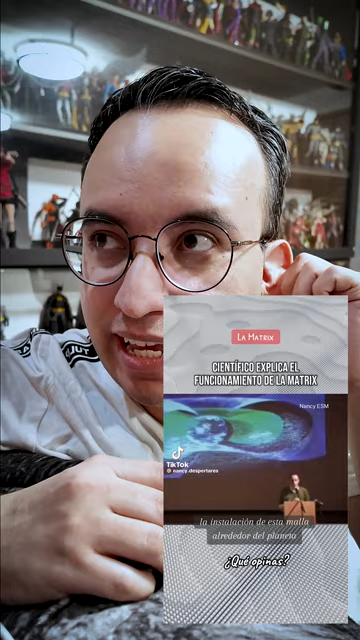 La Matrix
CIENTÍFICO EXPLICA EL
FUNCIONAMIENTO DE LA MATRIX
Nancy ESM
TikTok
@ nancy.despertares
la instalación de esta malla
alrededor del planeta
¿Qué opinas?